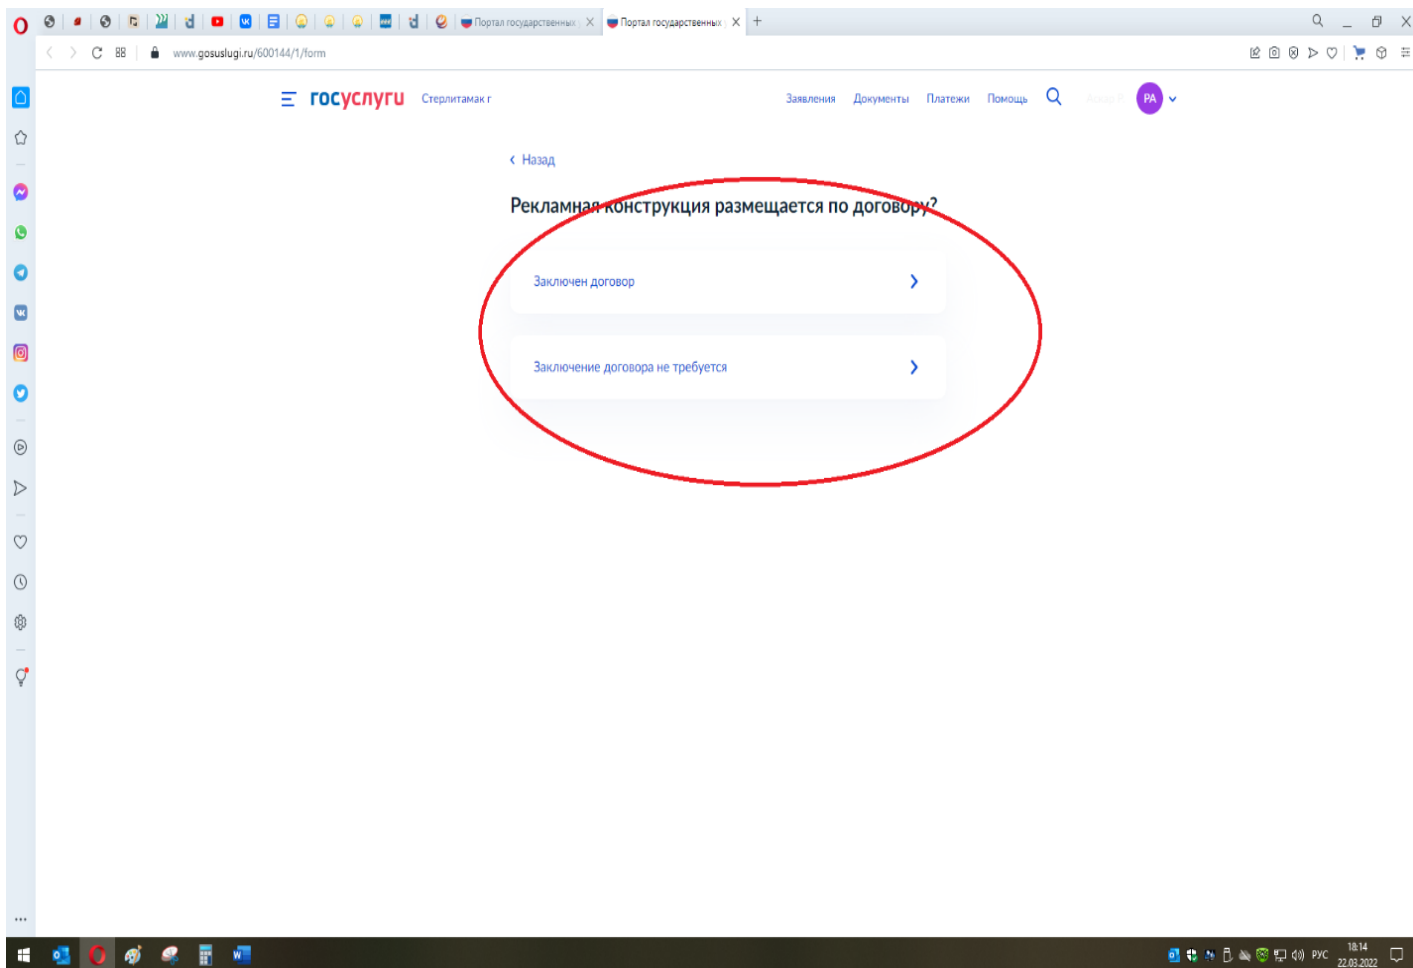 Портал государственных
Портал государственных
www.gosuslugi.ru/600144/1/form
госуслуги
Стерлитамак г
Заявления Документы Платежи Помощь
РА
Назад
Рекламная конструкция размещается по договору?
Заключен договор
Заключение договора не требуется
РУС
18:14
22.03.2022